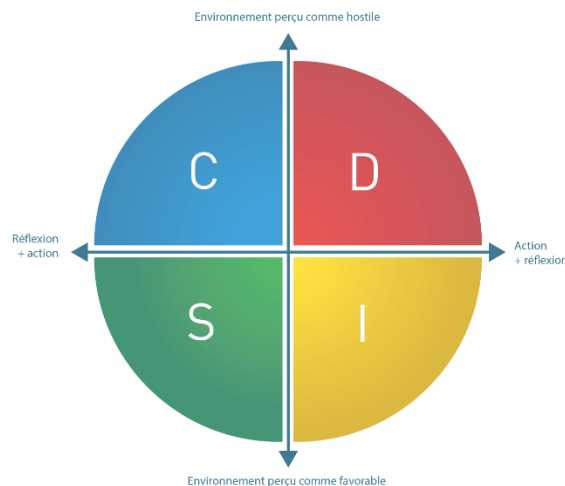 Environnement perçu comme hostile
C
D
Réflexion
+ action
Action
+ réflexion
S
I
Environnement perçu comme favorable